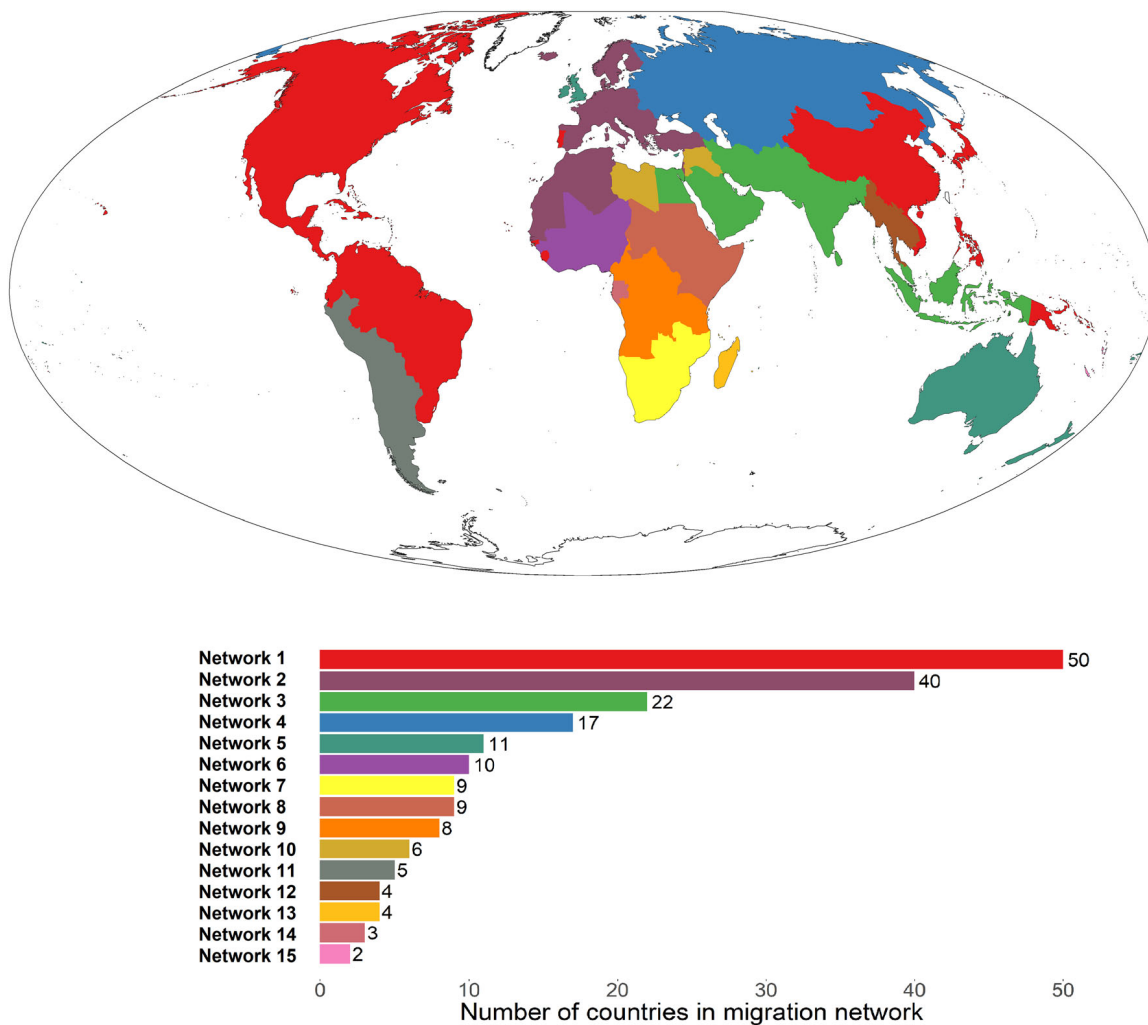 Network 1 50
Network 2 40
Network 3 22
Network 4 17
Network 5 11
Network 6 10
Network 7 9
Network 8 9
Network 9 8
Network 10 6
Network 11 5
Network 12 4
Network 13 4
Network 14 3
Network 15 2
0 10 20 30 40 50
Number of countries in migration network